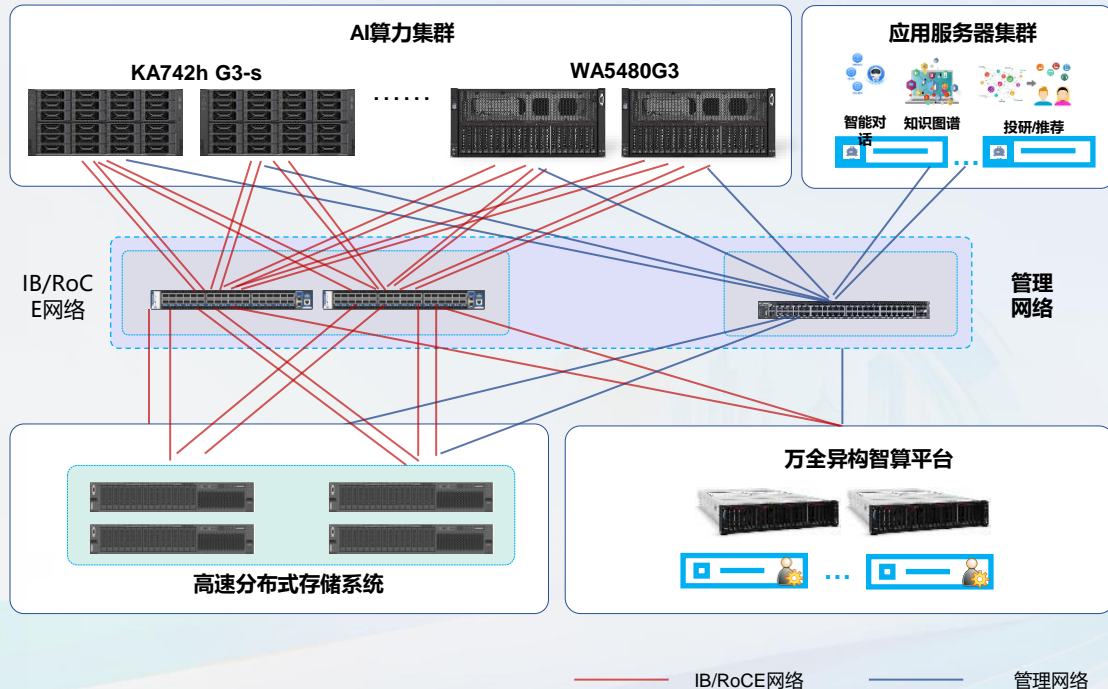 AI算力集群
应用服务器集群
KA742h G3-s
WA5480G3
......
智能对
话
知识图谱
投研/推荐
...
IB/RoC
E网络
管理
网络
万全异构智算平台
...
高速分布式存储系统
IB/RoCE网络
管理网络